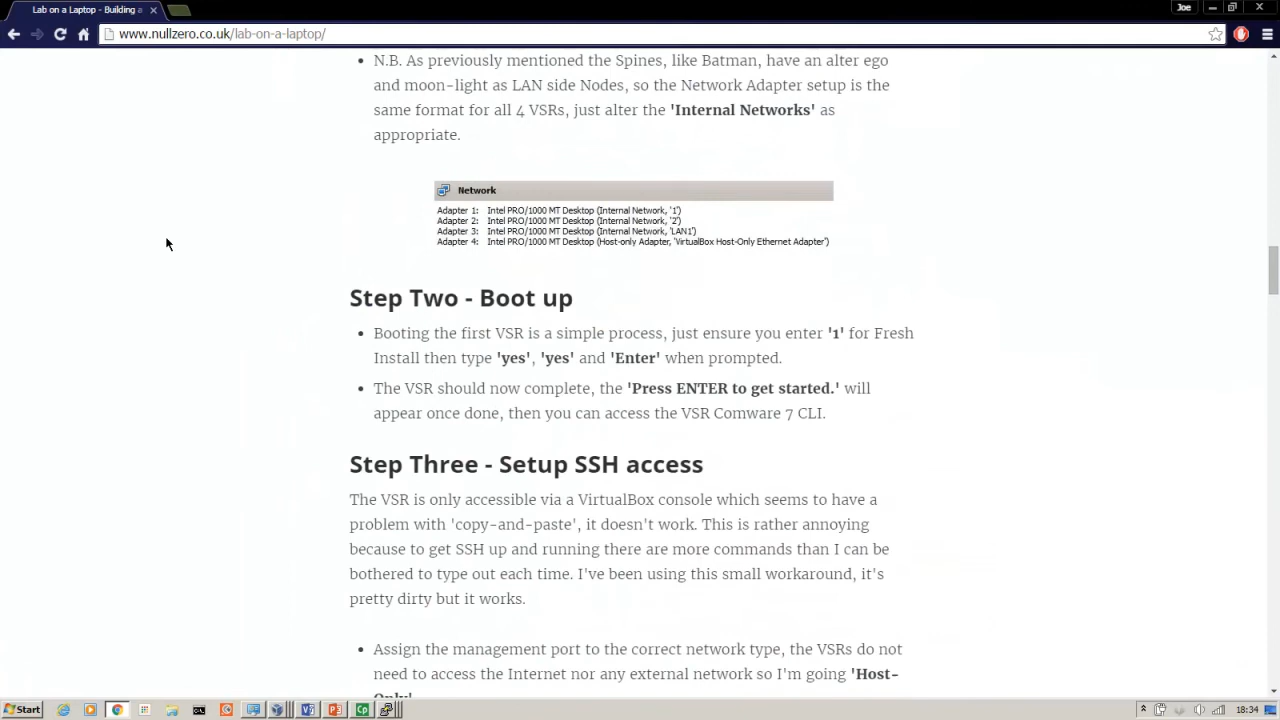 Lab on a Laptop - Building a
Joe
www.nullzero.co.uk/lab-on-a-laptop/
N.B. As previously mentioned the Spines, like Batman, have an alter ego
and moon-light as LAN side Nodes, so the Network Adapter setup is the
same format for all 4 VSRs, just alter the 'Internal Networks' as
appropriate.
Network
Adapter 1: Intel PRO/1000 MT Desktop (Internal Network, '1')
Adapter 2: Intel PRO/1000 MT Desktop (Internal Network, '2')
Adapter 3: Intel PRO/1000 MT Desktop (Internal Network, 'LAN1')
Adapter 4: Intel PRO/1000 MT Desktop (Host-only Adapter, 'VirtualBox Host-Only Ethernet Adapter')
Step Two - Boot up
Booting the first VSR is a simple process, just ensure you enter '1' for Fresh
Install then type 'yes', 'yes' and 'Enter' when prompted.
The VSR should now complete, the 'Press ENTER to get started.' will
appear once done, then you can access the VSR Comware 7 CLI.
Step Three - Setup SSH access
The VSR is only accessible via a VirtualBox console which seems to have a
problem with 'copy-and-paste', it doesn't work. This is rather annoying
because to get SSH up and running there are more commands than I can be
bothered to type out each time. I've been using this small workaround, it's
pretty dirty but it works.
Assign the management port to the correct network type, the VSRs do not
need to access the Internet nor any external network so I'm going 'Host-
Only'
Start
18:34